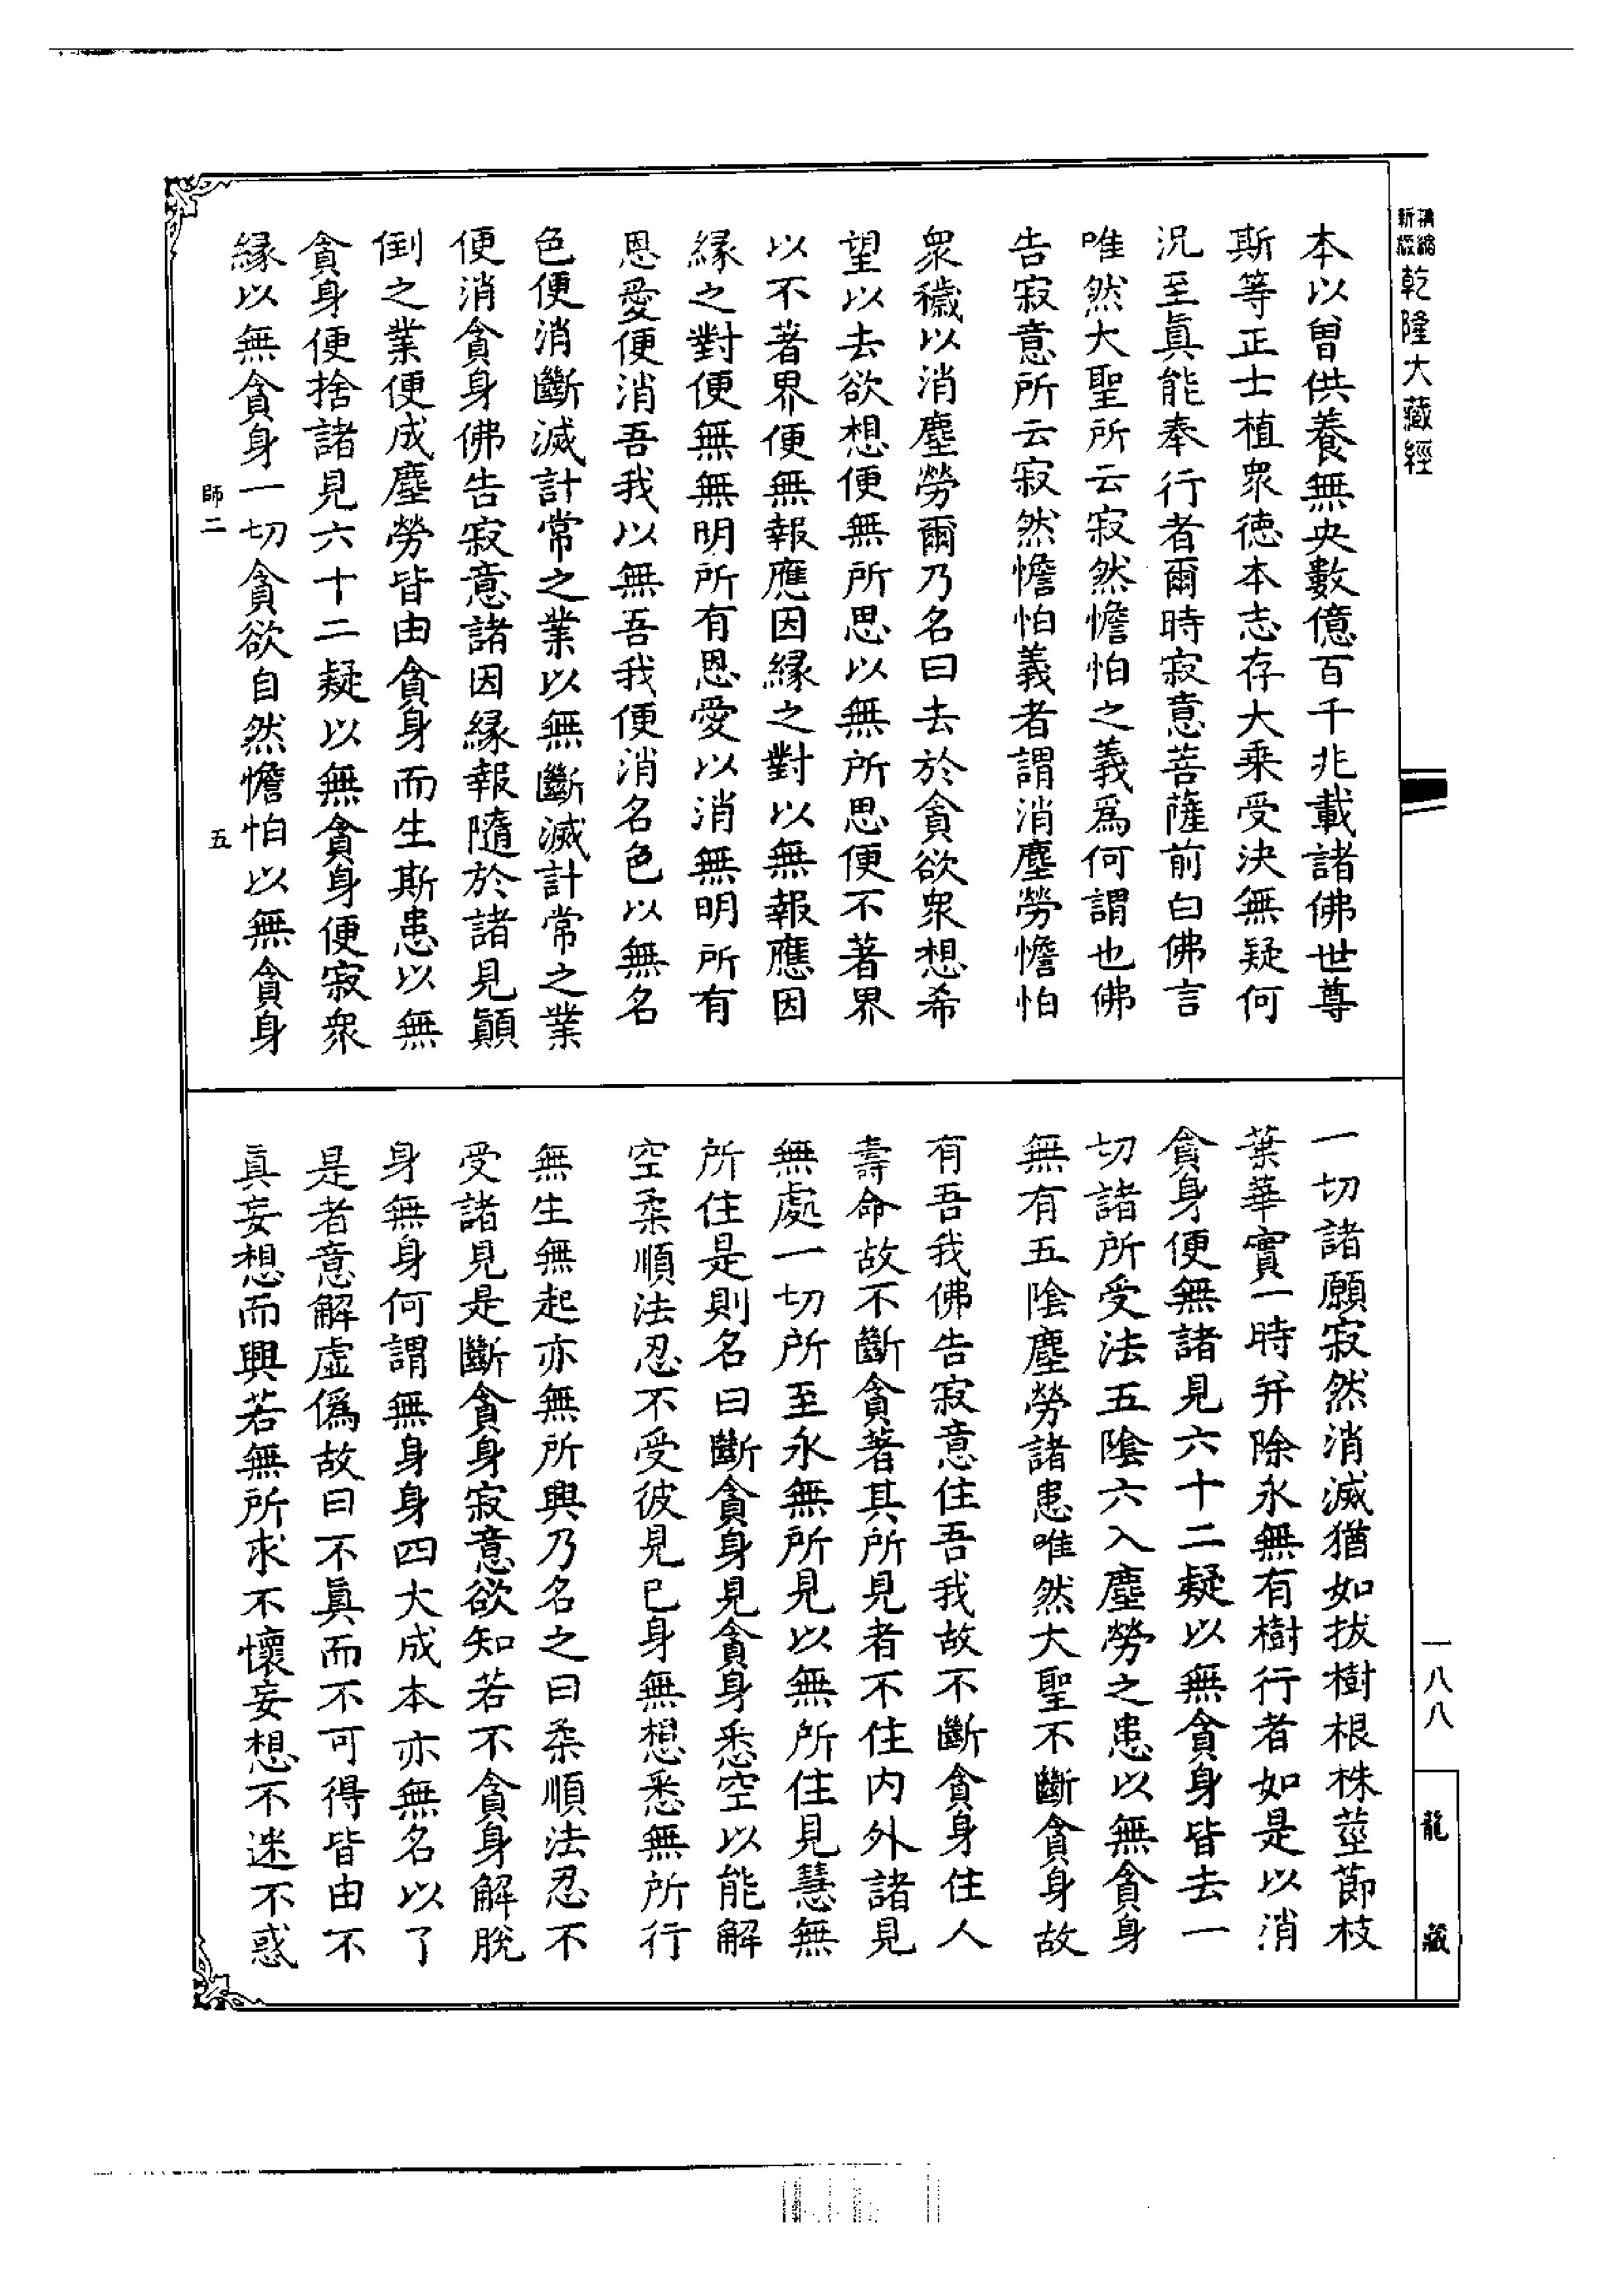 乾隆大藏經
本以曽供養無央數億百千兆載諸佛世尊
斯等正士植衆徳本志存大乗受決無疑何
況至眞能奉行者爾時寂意菩薩前白佛言
唯然大聖所云寂然憺怕之義爲何謂也佛
告寂意所云寂然憺怕義者謂消塵勞憺怕
衆穢以消塵勞爾乃名曰去於貪欲衆想希
望以去欲想便無所思以無所思便不著界
以不著界便無報應因縁之對以無報應因
縁之對便無無明所有恩愛以消無明所有
恩愛便消吾我以無吾我便消名色以無名
色便消斷滅計常之業以無斷滅計常之業
便消貪身佛告寂意諸因縁報隨於諸見顚
倒之業便成塵勞皆由貪身而生斯患以無
貪身便捨諸見六十二疑以無貪身便寂衆
縁以無貪身一切貪欲自然憺怕以無貪身
師二
五
一切諸願寂然消滅猶如拔樹根株莖莭枝
葉華實一時并除永無有樹行者如是以消
貪身便無諸見六十二疑以無貪身皆去一
切諸所受法五陰六入塵勞之患以無貪身
無有五陰塵勞諸患唯然大聖不斷貪身故
有吾我佛告寂意住吾我故不斷貪身住人
壽命故不斷貪著其所見者不住内外諸見
無處一切所至永無所見以無所住見慧無
所住是則名曰斷貪身見貪身悉空以能解
空柔順法忍不受彼見巳身無想悉無所行
無生無起亦無所興乃名之曰柔順法忍不
受諸見是斷貪身寂意欲知若不貪身解脫
身無身何謂無身身四大成本亦無名以了
是者意解虛僞故曰不眞而不可得皆由不
真妄想而興若無所求不懷妄想不迷不惑
一八八
龍藏